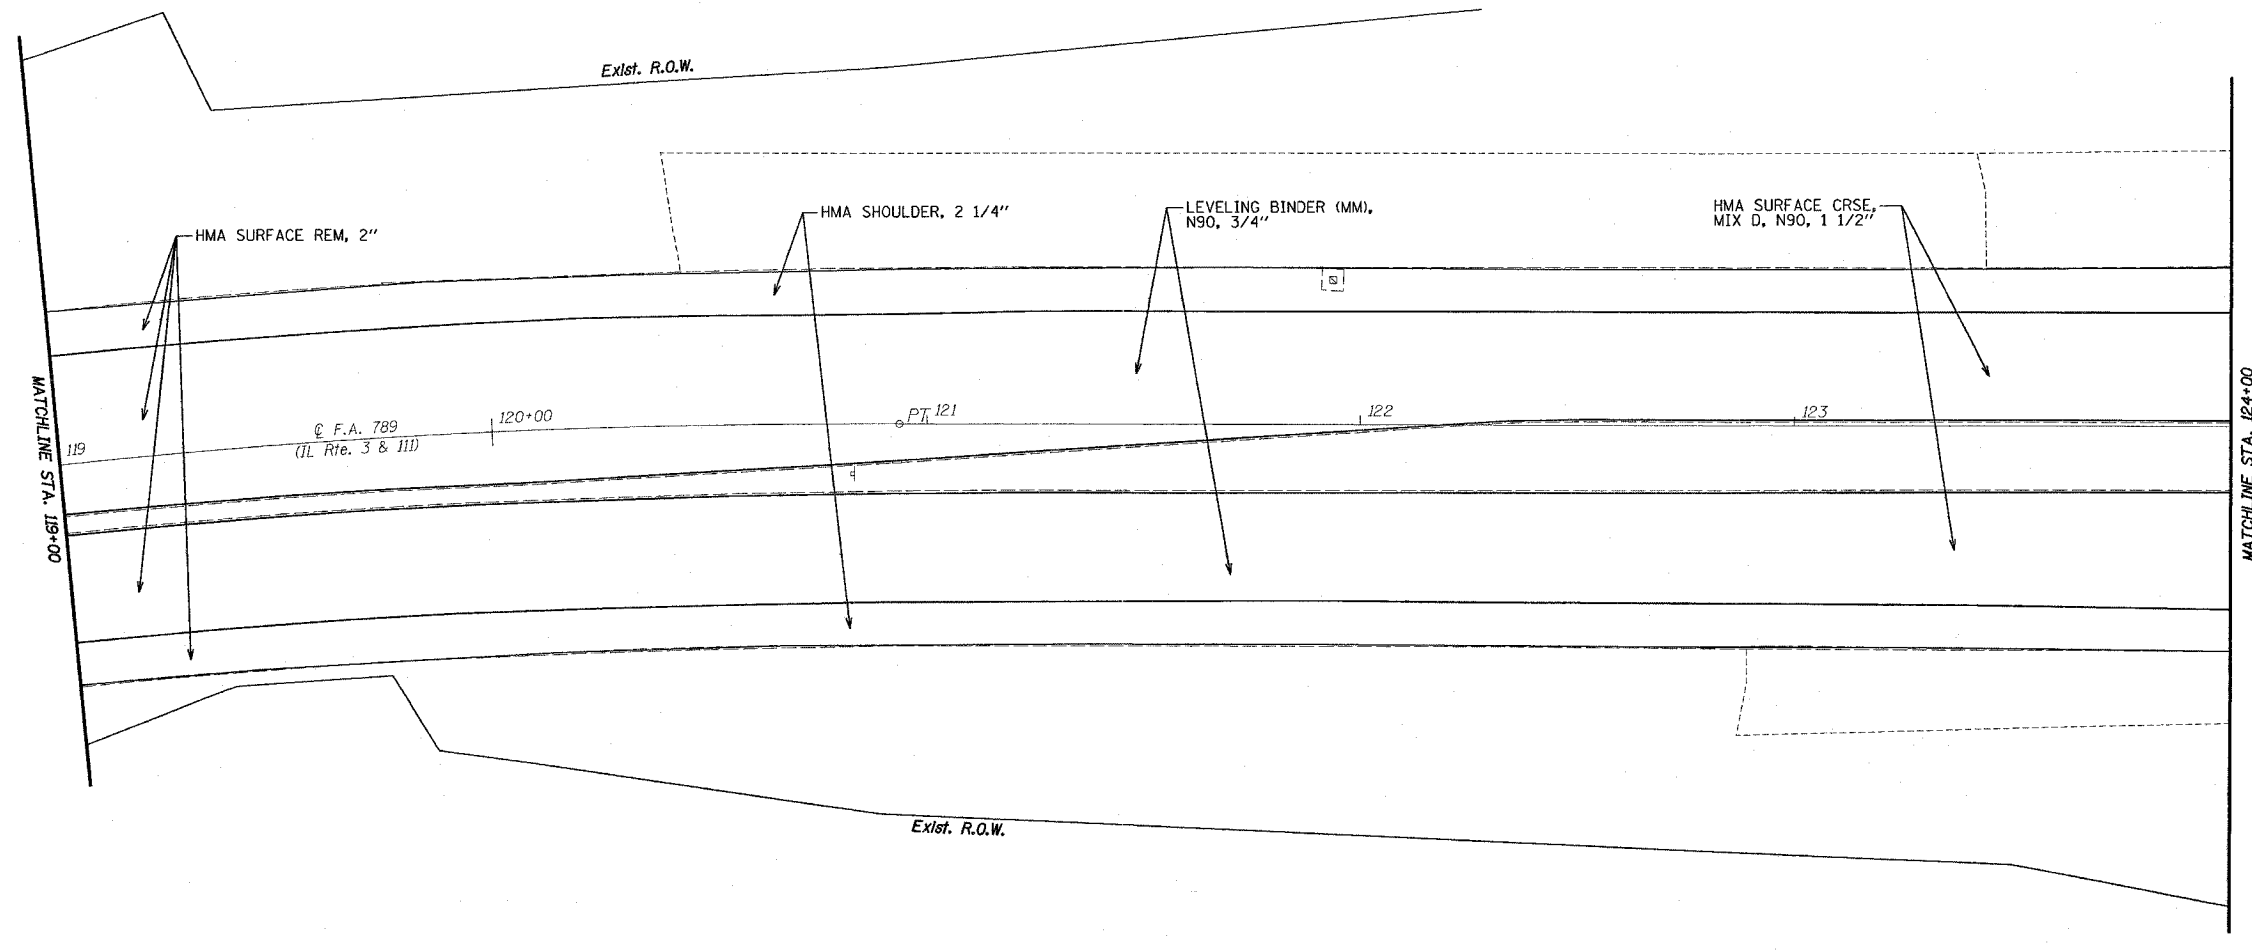 Exist. R.O.W.
HMA SURFACE REM, 2"
HMA SHOULDER, 2 1/4"
LEVELING BINDER (MM),
N90, 3/4"
HMA SURFACE CRSE,
MIX D, N90, 1 1/2"
MATCHLINE STA. 119+00
119
℄ F.A. 789
(IL Rte. 3 & 111)
120+00
PT
121
122
123
MATCHLINE STA. 124+00
Exist. R.O.W.